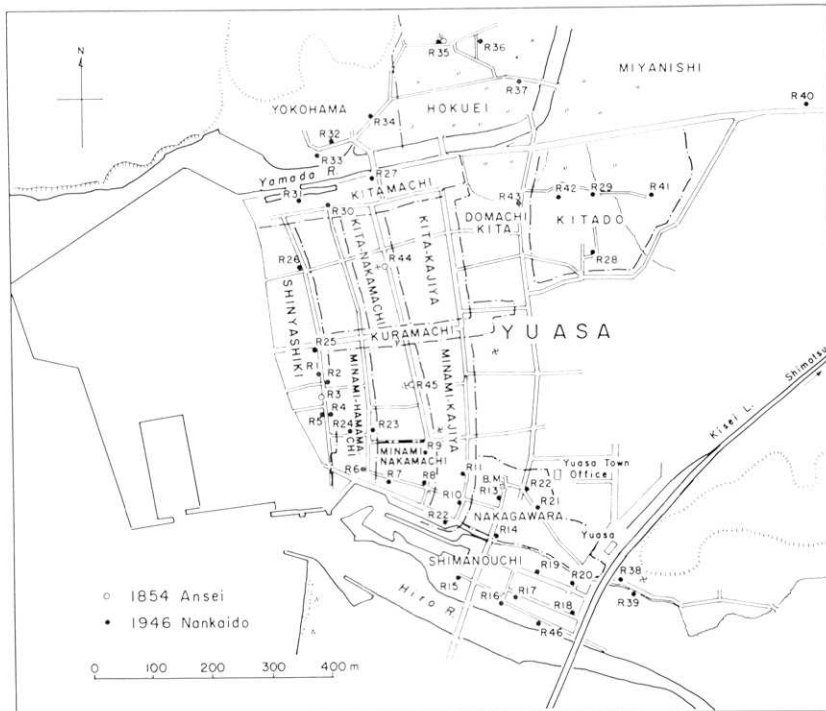 N
YOKOHAMA
HOKUEI
MIYANISHI
R35
R36
R37
R40
R34
R32
R33
Yamada R.
R27
KITAMACHI
R31
R30
R43
R42
R29
R41
DOMACHI
KITA
KITADO
R28
KITA-NAKAMACHI
KITA-KAJIYA
R44
R26
SHINYASHIKI
KURAMACHI
YUASA
R25
R1
R2
R3
R4
R5
R24
MINAMI-HAMAMACHI
R23
R45
MINAMI-KAJIYA
MINAMI
NAKAMACHI
R9
R6
R7
R8
R11
R10
B.M.
R13
R22
R21
Yuasa Town
Office
NAKAGAWARA
R22
R14
Yuasa
Kisei L.
Shimotsu
SHIMANOUCHI
R19
R20
R38
R39
R15
R16
R17
R18
R46
Hiro R.
1854 Ansei
1946 Nankaido
0 100 200 300 400 m